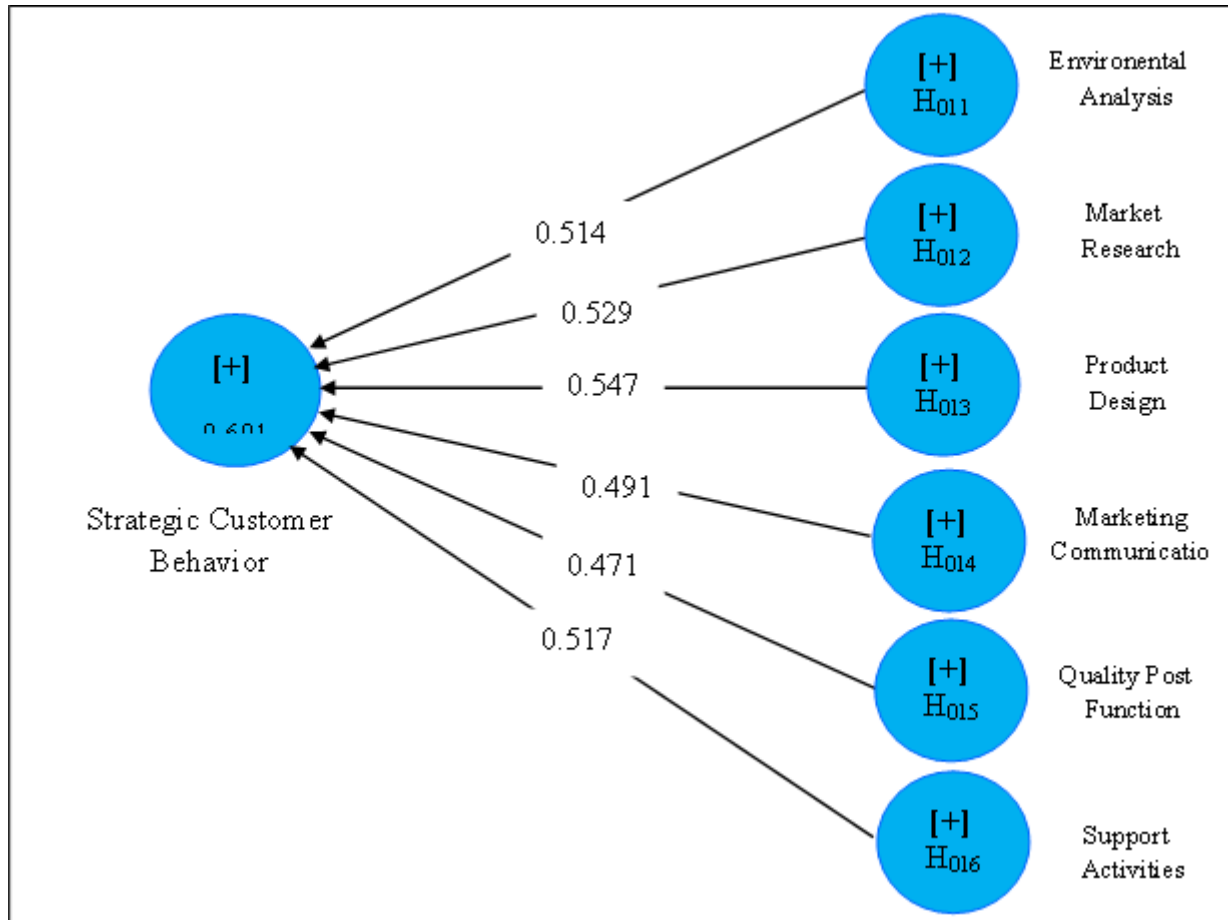 [+]
H011
Environental
Analysis
0.514
[+]
H012
Market
Research
0.529
[+]
H013
Product
Design
0.547
[+]
Strategic Customer
Behavior
0.491
[+]
H014
Marketing
Communicatio
0.471
[+]
H015
Quality Post
Function
0.517
[+]
H016
Support
Activities